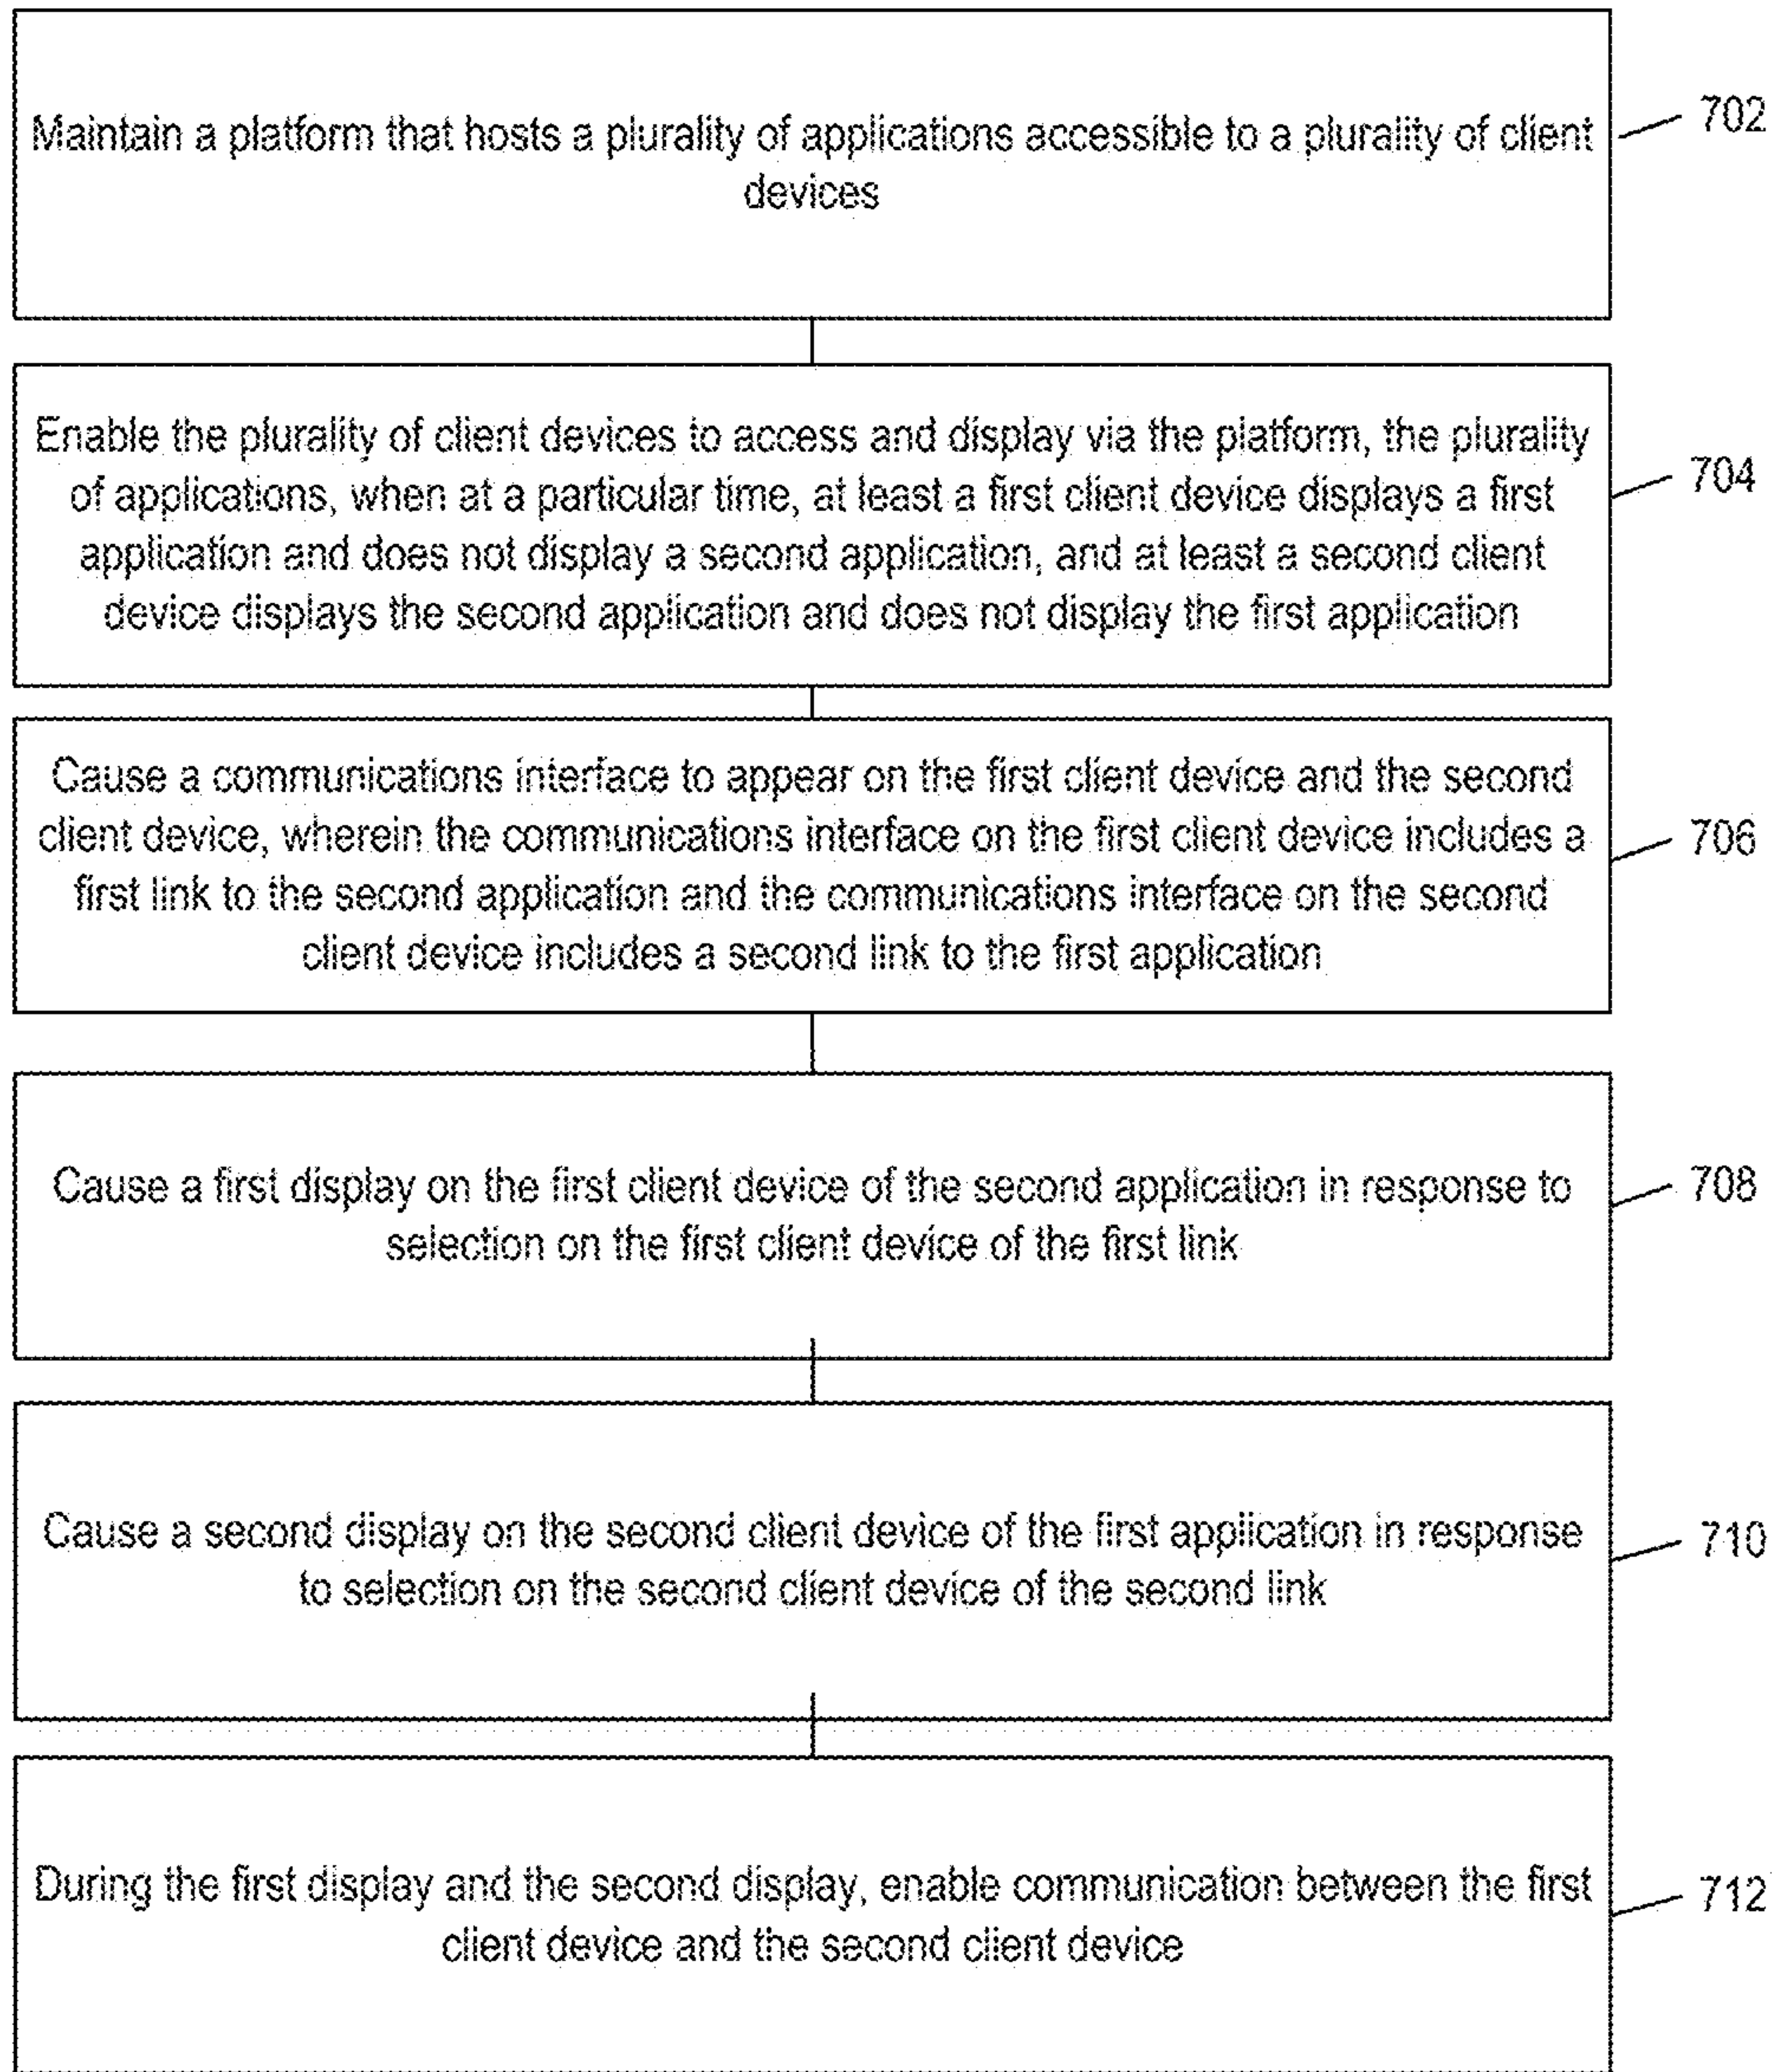 Maintain a platform that hosts a plurality of applications accessible to a plurality of client
devices
702
Enable the plurality of client devices to access and display via the platform, the plurality
of applications, when at a particular time, at least a first client device displays a first
application and does not display a second application, and at least a second client
device displays the second application and does not display the first application
704
Cause a communications interface to appear on the first client device and the second
client device, wherein the communications interface on the first client device includes a
first link to the second application and the communications interface on the second
client device includes a second link to the first application
706
Cause a first display on the first client device of the second application in response to
selection on the first client device of the first link
708
Cause a second display on the second client device of the first application in response
to selection on the second client device of the second link
710
During the first display and the second display, enable communication between the first
client device and the second client device
712